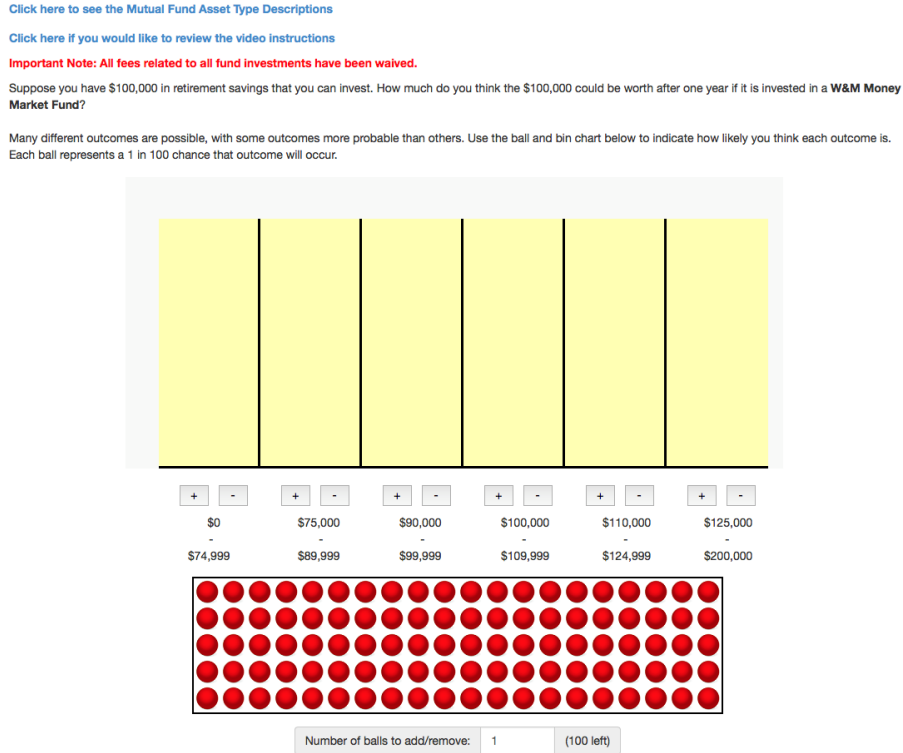 Click here to see the Mutual Fund Asset Type Descriptions
Click here if you would like to review the video instructions
Important Note: All fees related to all fund investments have been waived.
Suppose you have $100,000 in retirement savings that you can invest. How much do you think the $100,000 could be worth after one year if it is invested in a W&M Money
Market Fund?
Many different outcomes are possible, with some outcomes more probable than others. Use the ball and bin chart below to indicate how likely you think each outcome is.
Each ball represents a 1 in 100 chance that outcome will occur.
+ - + - + - + - + - + -
$0 $75,000 $90,000 $100,000 $110,000 $125,000
- - - - - -
$74,999 $89,999 $99,999 $109,999 $124,999 $200,000
Number of balls to add/remove: 1 (100 left)